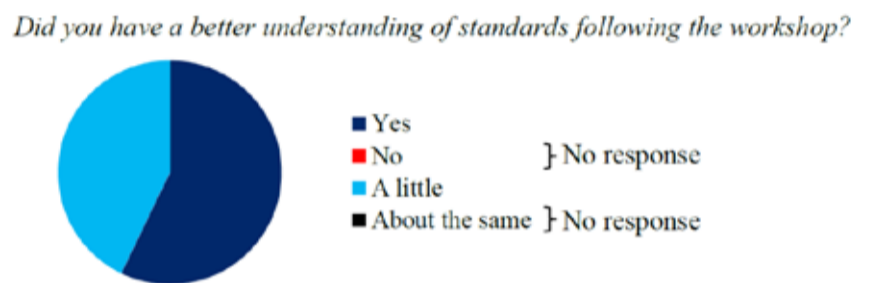 Did you have a better understanding of standards following the workshop?
Yes
No } No response
A little
About the same } No response